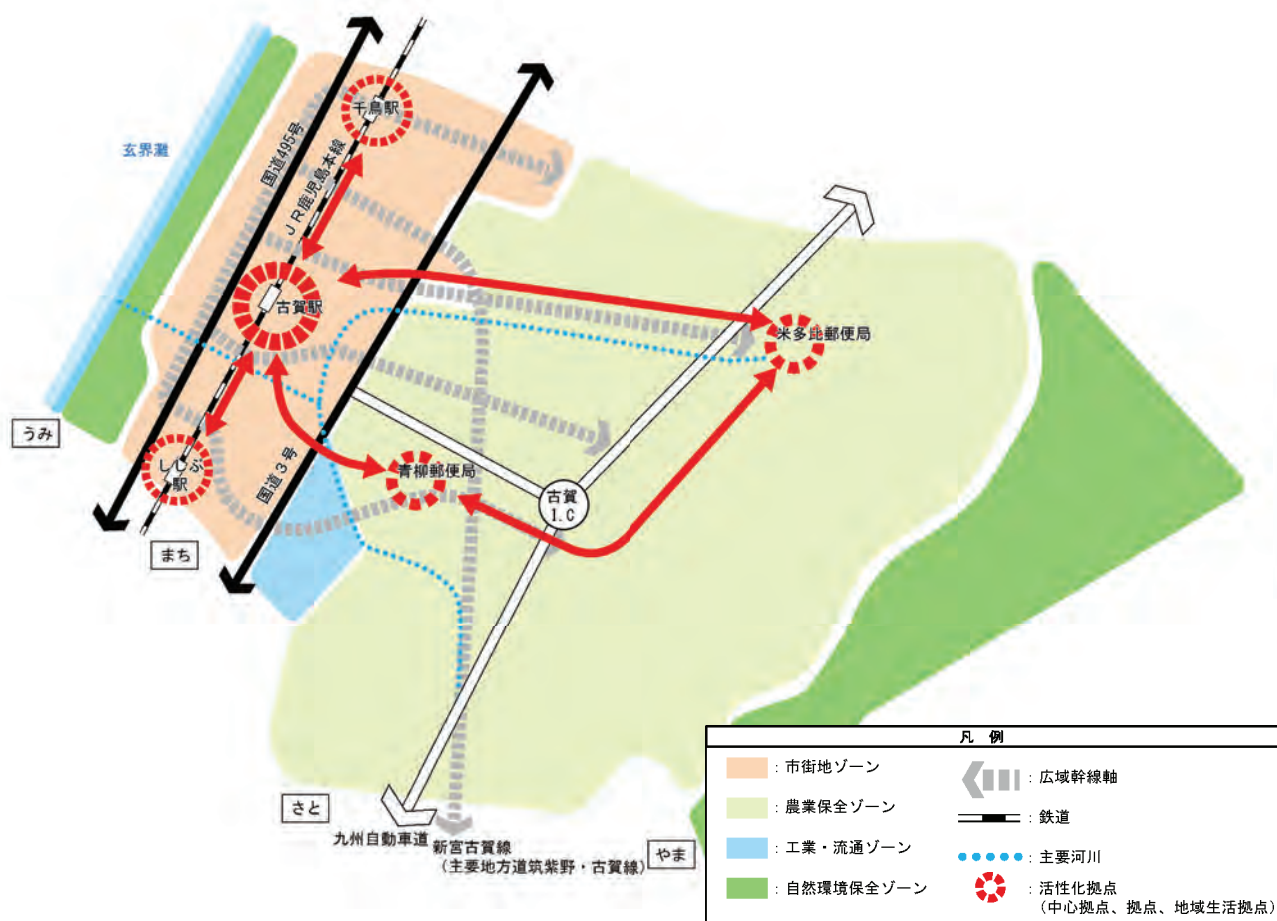 千鳥駅
国道495号
玄界灘
JR鹿児島本線
古賀駅
米多比郵便局
うみ
ししぶ
駅
青柳郵便局
国道3号
古賀
I.C
まち
さと
九州自動車道
新宮古賀線
(主要地方道筑紫野・古賀線)
やま
凡 例
:市街地ゾーン
:広域幹線軸
:農業保全ゾーン
:鉄道
:工業・流通ゾーン
:主要河川
:自然環境保全ゾーン
:活性化拠点
(中心拠点、拠点、地域生活拠点)